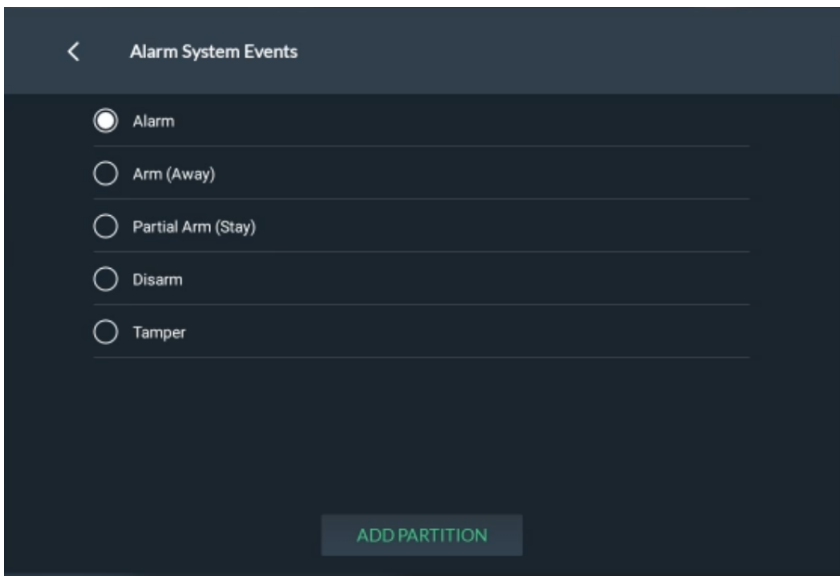 Alarm System Events
Alarm
Arm (Away)
Partial Arm (Stay)
Disarm
Tamper
ADD PARTITION